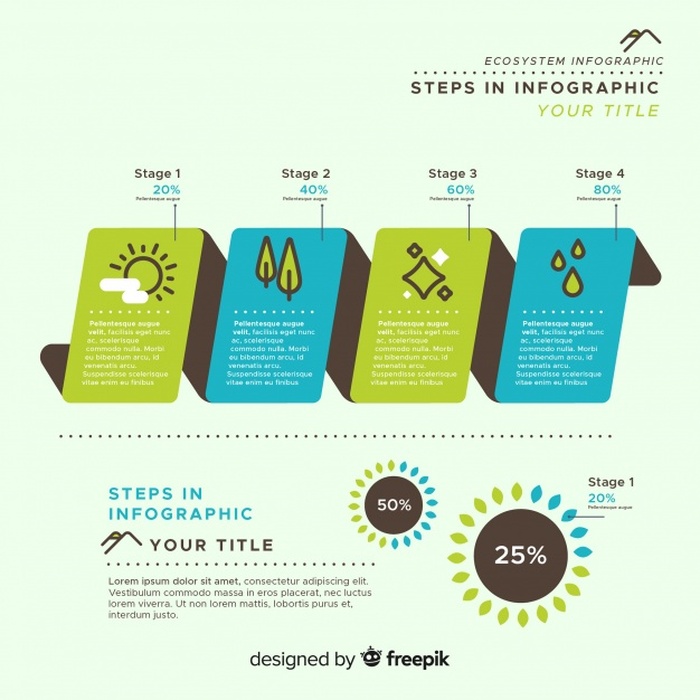 ECOSYSTEM INFOGRAPHIC
STEPS IN INFOGRAPHIC
YOUR TITLE
Stage 1
20%
Pellentesque augue
Stage 2
40%
Pellentesque augue
Stage 3
60%
Pellentesque augue
Stage 4
80%
Pellentesque augue
Pellentesque augue
velit, facilisis eget nunc
ac, scelerisque
commodo nulla. Morbi
eu bibendum arcu, id
venenatis arcu.
Suspendisse scelerisque
vitae enim eu finibus
Pellentesque augue
velit, facilisis eget nunc
ac, scelerisque
commodo nulla. Morbi
eu bibendum arcu, id
venenatis arcu.
Suspendisse scelerisque
vitae enim eu finibus
Pellentesque augue
velit, facilisis eget nunc
ac, scelerisque
commodo nulla. Morbi
eu bibendum arcu, id
venenatis arcu.
Suspendisse scelerisque
vitae enim eu finibus
Pellentesque augue
velit, facilisis eget nunc
ac, scelerisque
commodo nulla. Morbi
eu bibendum arcu, id
venenatis arcu.
Suspendisse scelerisque
vitae enim eu finibus
STEPS IN
INFOGRAPHIC
YOUR TITLE
Lorem ipsum dolor sit amet, consectetur adipiscing elit.
Vestibulum commodo massa in eros placerat, nec luctus
lorem viverra. Ut non lorem mattis, lobortis purus et,
interdum justo.
50%
25%
Stage 1
20%
Pellentesque augue
designed by freepik